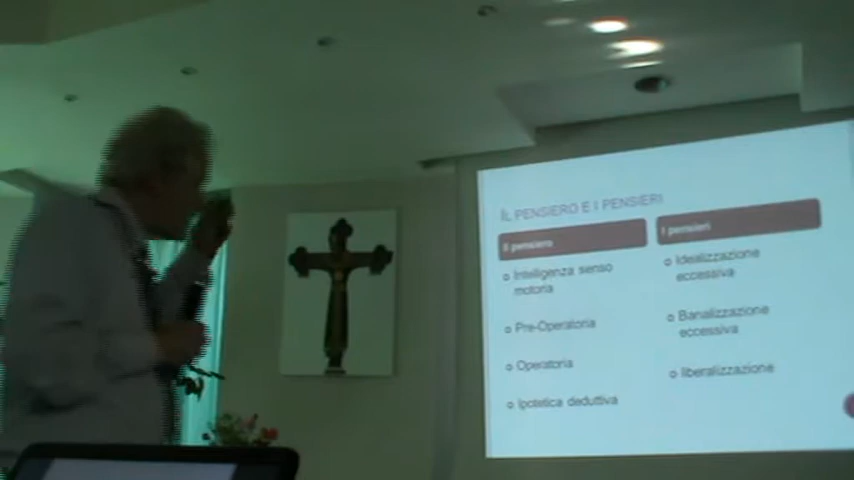 IL PENSIERO E I PENSIERI
Il pensiero
Intelligenza senso
motoria
Pre-Operatoria
Operatoria
Ipotetica deduttiva
I pensieri
Idealizzazione
eccessiva
Banalizzazione
eccessiva
liberalizzazione